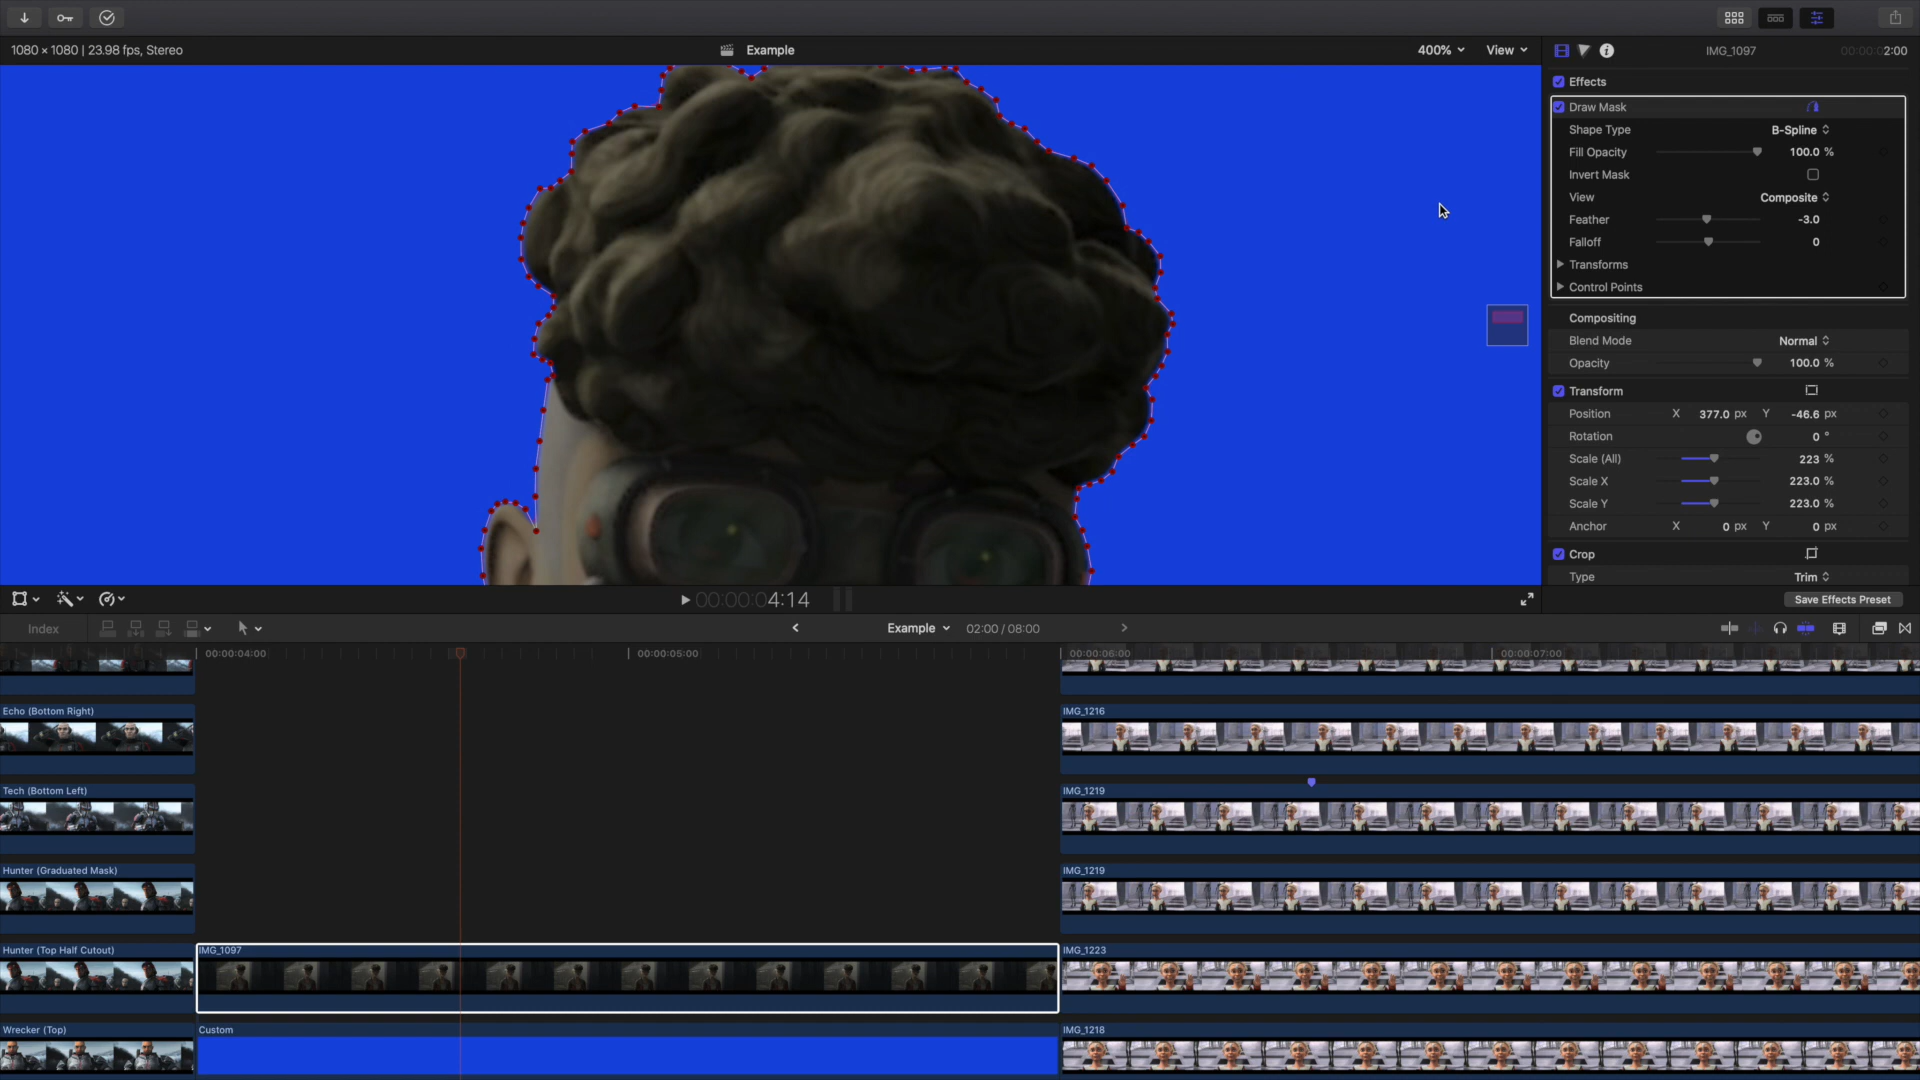 1080 × 1080 | 23.98 fps, Stereo
Example
400%
View
IMG_1097
00:00:02:00
Effects
Draw Mask
Shape Type
B-Spline
Fill Opacity
100.0 %
Invert Mask
View
Composite
Feather
-3.0
Falloff
0
Transforms
Control Points
Compositing
Blend Mode
Normal
Opacity
100.0 %
Transform
Position
X 377.0 px Y -46.6 px
Rotation
0 °
Scale (All)
223 %
Scale X
223.0 %
Scale Y
223.0 %
Anchor
X 0 px Y 0 px
Crop
Type
Trim
00:00:04:14
Save Effects Preset
Index
Example
02:00 / 08:00
00:00:04:00
00:00:05:00
00:00:06:00
00:00:07:00
Echo (Bottom Right)
IMG_1216
Tech (Bottom Left)
IMG_1219
Hunter (Graduated Mask)
IMG_1219
Hunter (Top Half Cutout)
IMG_1097
IMG_1223
Wrecker (Top)
Custom
IMG_1218